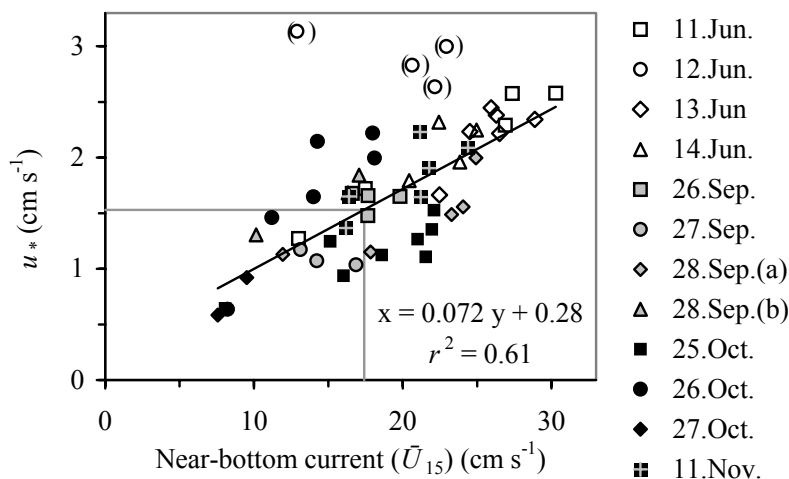 3
2
1
0
0
10
20
30
u* (cm s⁻¹)
Near-bottom current (Ū₁₅) (cm s⁻¹)
x = 0.072 y + 0.28
r² = 0.61
( ) ( ) ( ) ( )
11.Jun.
12.Jun.
13.Jun
14.Jun.
26.Sep.
27.Sep.
28.Sep.(a)
28.Sep.(b)
25.Oct.
26.Oct.
27.Oct.
11.Nov.